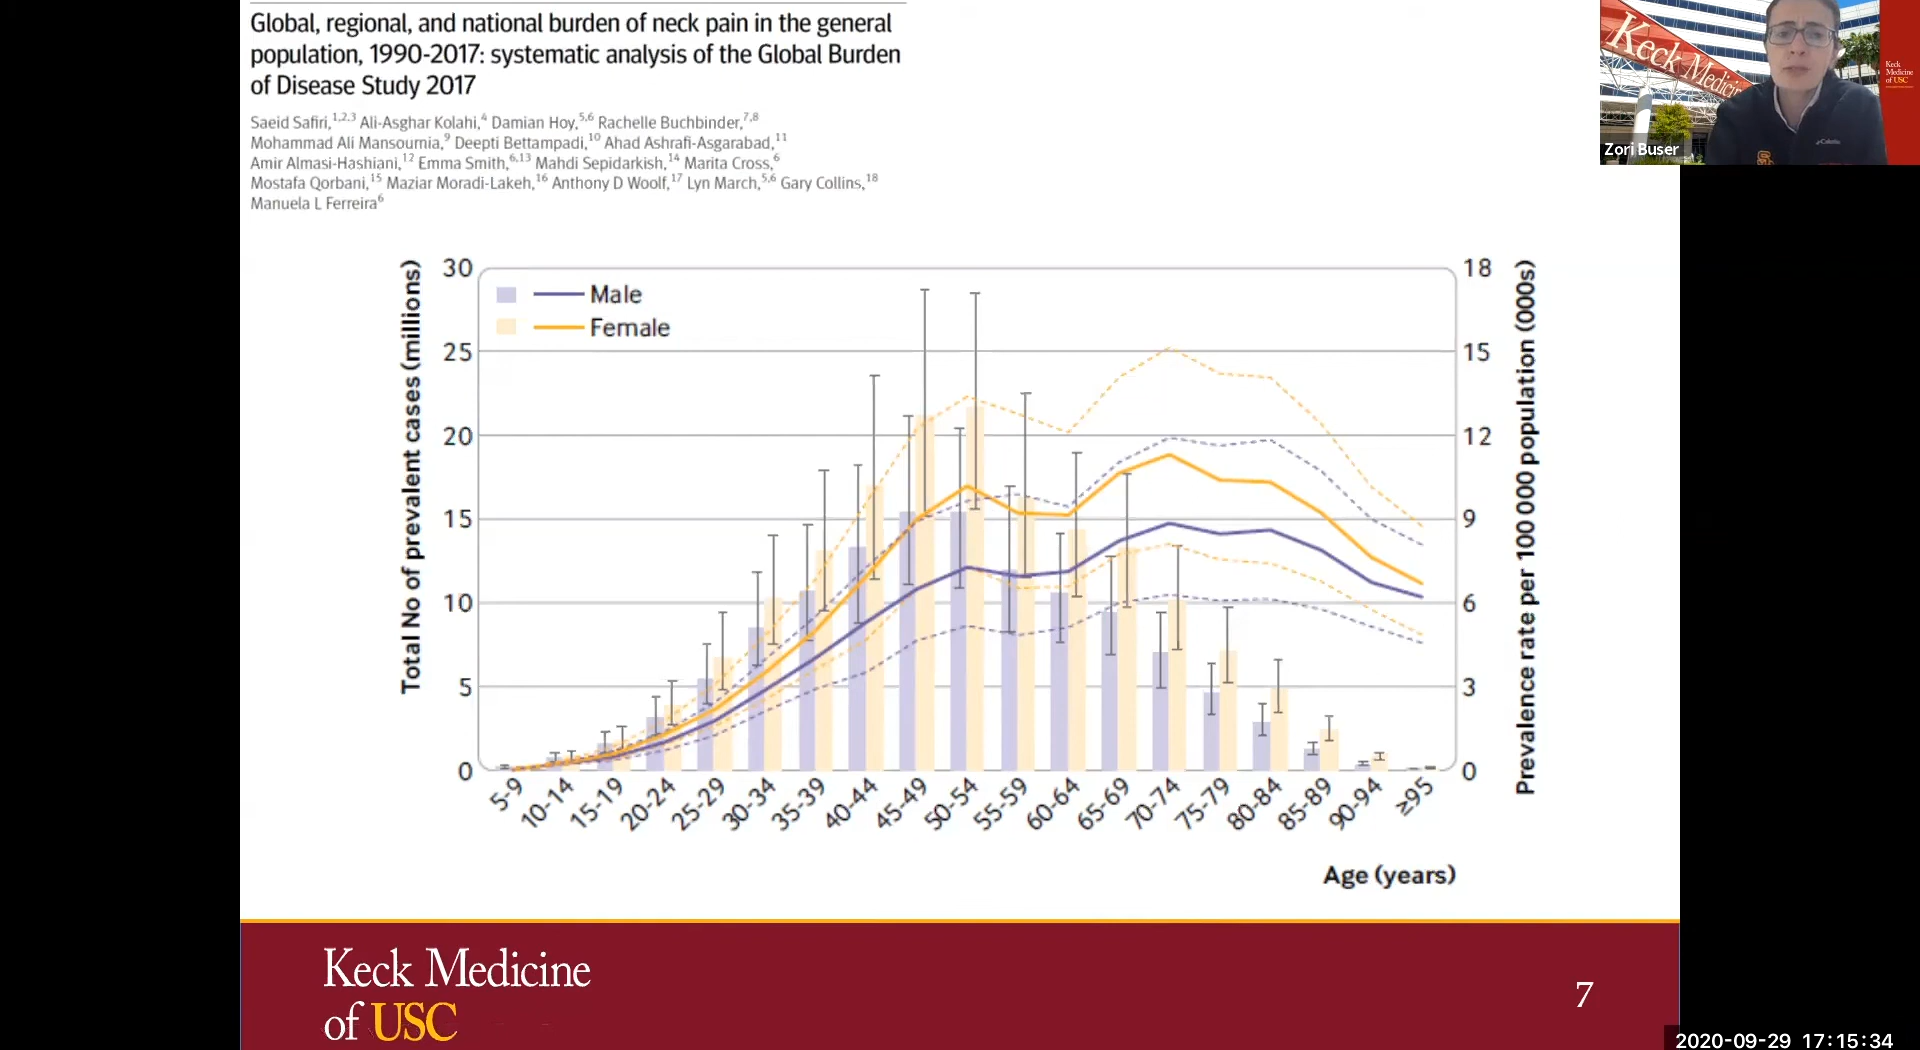 Global, regional, and national burden of neck pain in the general
population, 1990-2017: systematic analysis of the Global Burden
of Disease Study 2017
Saeid Safiri,1,2,3 Ali-Asghar Kolahi,4 Damian Hoy,5,6 Rachelle Buchbinder,7,8
Mohammad Ali Mansournia,9 Deepti Bettampadi,10 Ahad Ashrafi-Asgarabad,11
Amir Almasi-Hashiani,12 Emma Smith,6,13 Mahdi Sepidarkish,14 Marita Cross,6
Mostafa Qorbani,15 Maziar Moradi-Lakeh,16 Anthony D Woolf,17 Lyn March,5,6 Gary Collins,18
Manuela L Ferreira6
Keck Medicin
Keck
Medicine
of USC
Columbia
Zori Buser
Total No of prevalent cases (millions)
30
25
20
15
10
5
0
Male
Female
18
15
12
9
6
3
0
Prevalence rate per 100 000 population (000s)
5-9
10-14
15-19
20-24
25-29
30-34
35-39
40-44
45-49
50-54
55-59
60-64
65-69
70-74
75-79
80-84
85-89
90-94
≥95
Age (years)
Keck Medicine
of USC
7
2020-09-29 17:15:34